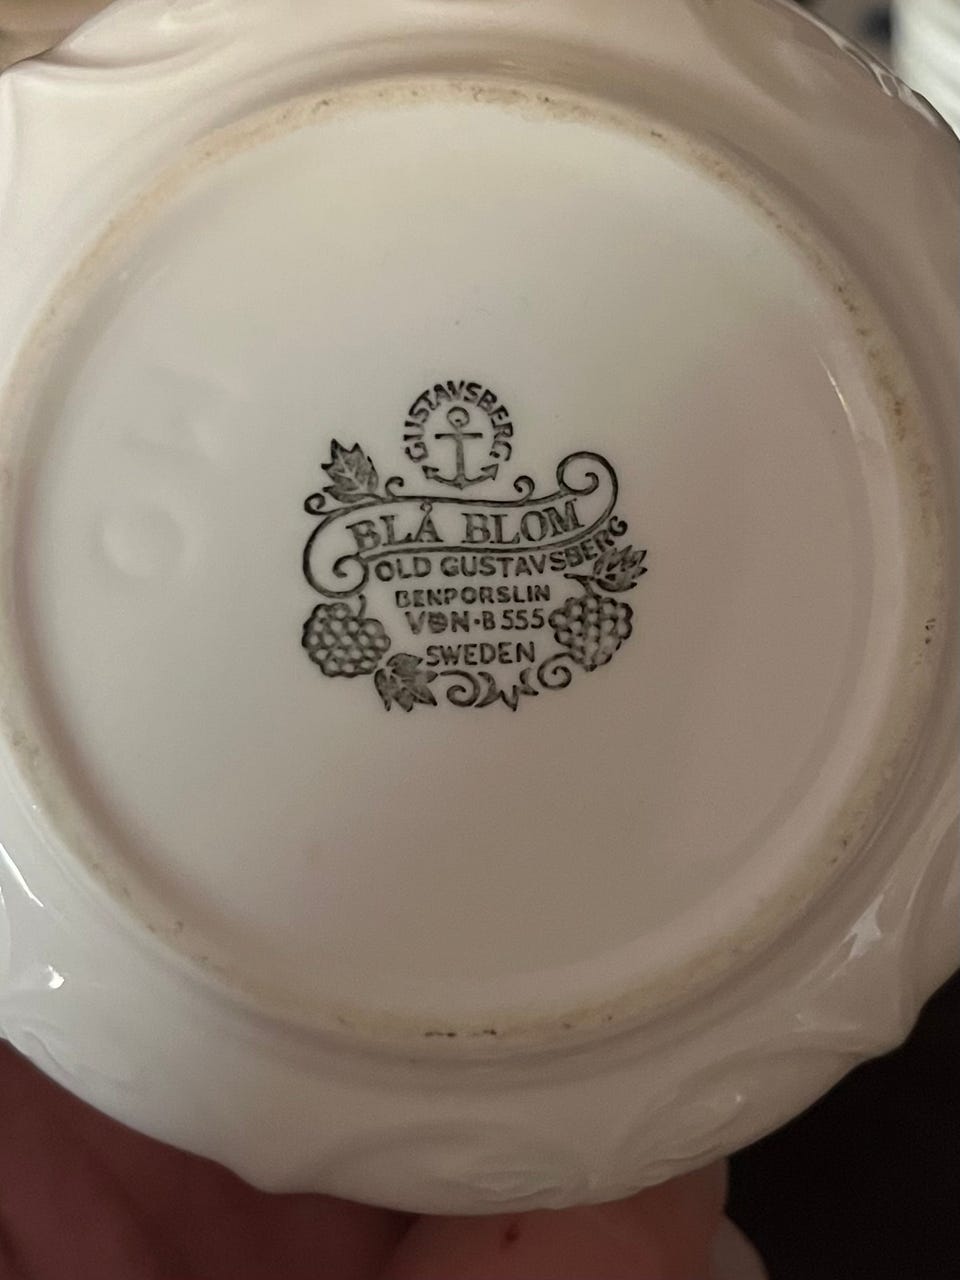 GUSTAVSBERG
BLÅ BLOM
OLD GUSTAVSBERG
BENPORSLIN
VDN·B 555
SWEDEN